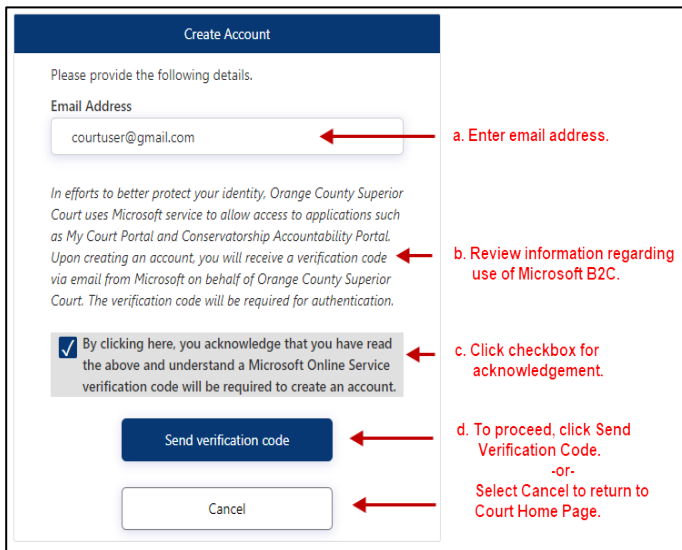 Create Account
Please provide the following details.
Email Address
courtuser@gmail.com
a. Enter email address.
In efforts to better protect your identity, Orange County Superior
Court uses Microsoft service to allow access to applications such
as My Court Portal and Conservatorship Accountability Portal.
Upon creating an account, you will receive a verification code
via email from Microsoft on behalf of Orange County Superior
Court. The verification code will be required for authentication.
b. Review information regarding
use of Microsoft B2C.
By clicking here, you acknowledge that you have read
the above and understand a Microsoft Online Service
verification code will be required to create an account.
c. Click checkbox for
acknowledgement.
Send verification code
d. To proceed, click Send
Verification Code.
-or-
Select Cancel to return to
Court Home Page.
Cancel